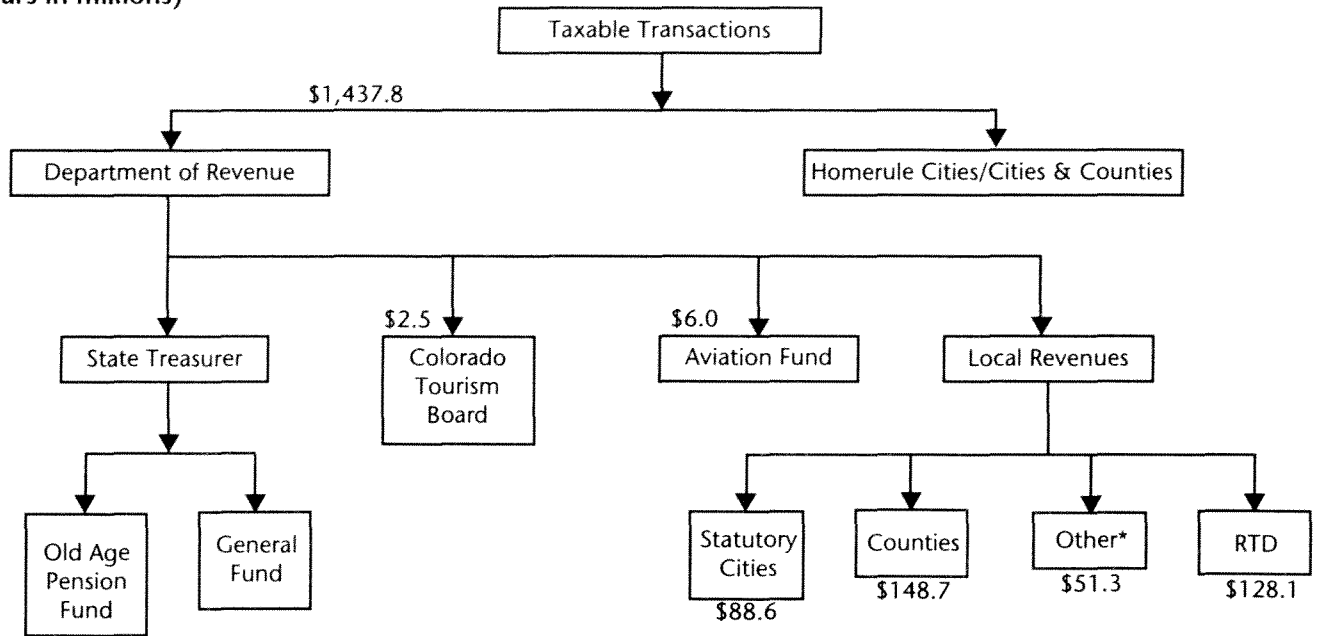 in millions)
Taxable Transactions
$1,437.8
Department of Revenue
Homerule Cities/Cities & Counties
$2.5
$6.0
State Treasurer
Colorado
Tourism
Board
Aviation Fund
Local Revenues
Old Age
Pension
Fund
General
Fund
Statutory
Cities
$88.6
Counties
$148.7
Other*
$51.3
RTD
$128.1